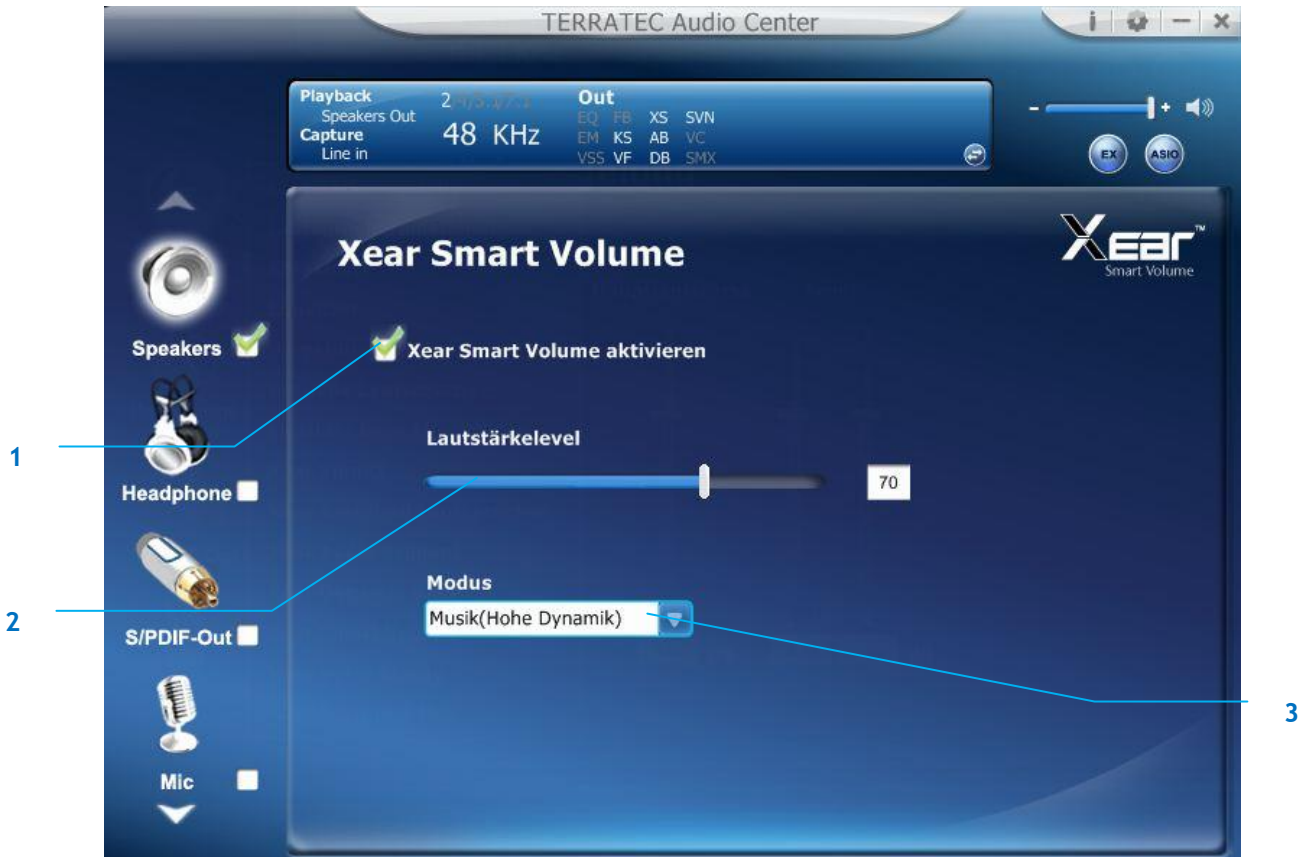 TERRATEC Audio Center
i
Playback
Speakers Out
Capture
Line in
2
48 KHz
Out
EQ FB XS SVN
EM KS AB VC
VSS VF DB SMX
- +
EX ASIO
Xear Smart Volume
Xear™
Smart Volume
Speakers
Xear Smart Volume aktivieren
Lautstärkelevel
1
70
Headphone
Modus
Musik(Hohe Dynamik)
2
S/PDIF-Out
3
Mic